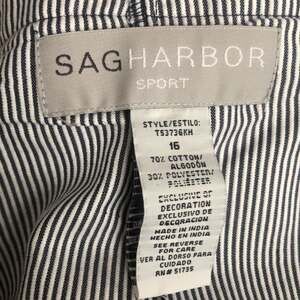 SAGHARBOR
SPORT
STYLE/ESTILO:
TS3736KH
16
70% COTTON/
ALGODÓN
30% POLYESTER/
POLIÉSTER
EXCLUSIVE OF
DECORATION
EXCLUSIVO DE
DECORACION
MADE IN INDIA
HECHO EN INDIA
SEE REVERSE
FOR CARE
VER AL DORSO PARA
CUIDADO
RN# 51735